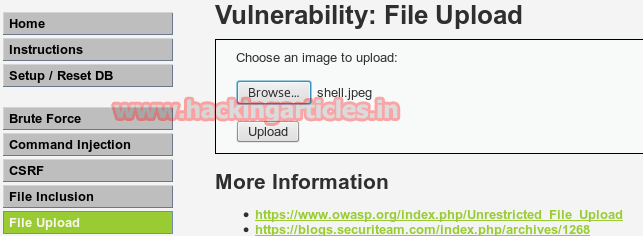 Home
Instructions
Setup / Reset DB
Brute Force
Command Injection
CSRF
File Inclusion
File Upload
Vulnerability: File Upload
Choose an image to upload:
Browse... shell.jpeg
www.hackingarticles.in
Upload
More Information
https://www.owasp.org/index.php/Unrestricted_File_Upload
https://blogs.securiteam.com/index.php/archives/1268